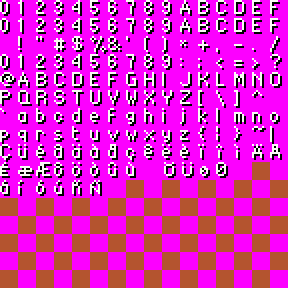 0 1 2 3 4 5 6 7 8 9 A B C D E F
0 1 2 3 4 5 6 7 8 9 A B C D E F
! " # $ % & ' ( ) * + , - . /
0 1 2 3 4 5 6 7 8 9 : ; < = > ?
@ A B C D E F G H I J K L M N O
P Q R S T U V W X Y Z [ \ ] ^
` a b c d e f g h i j k l m n o
p q r s t u v w x y z { | } ~ |
Ç ü é â ä à å ç ê ë è ï î ì Ä Å
É æ Æ ô ö ò û ù Ö Ü ø Ø
á í ó ú ñ Ñ